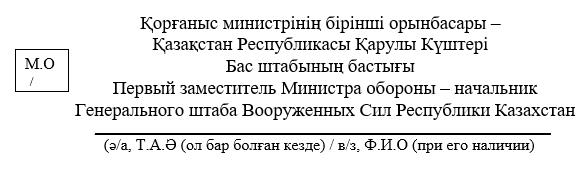 Қорғаныс министрінің бірінші орынбасары –
Қазақстан Республикасы Қарулы Күштері
Бас штабының бастығы
Первый заместитель Министра обороны – начальник
Генерального штаба Вооруженных Сил Республики Казахстан
М.О
/
(ә/а, Т.А.Ә (ол бар болған кезде) / в/з, Ф.И.О (при его наличии)